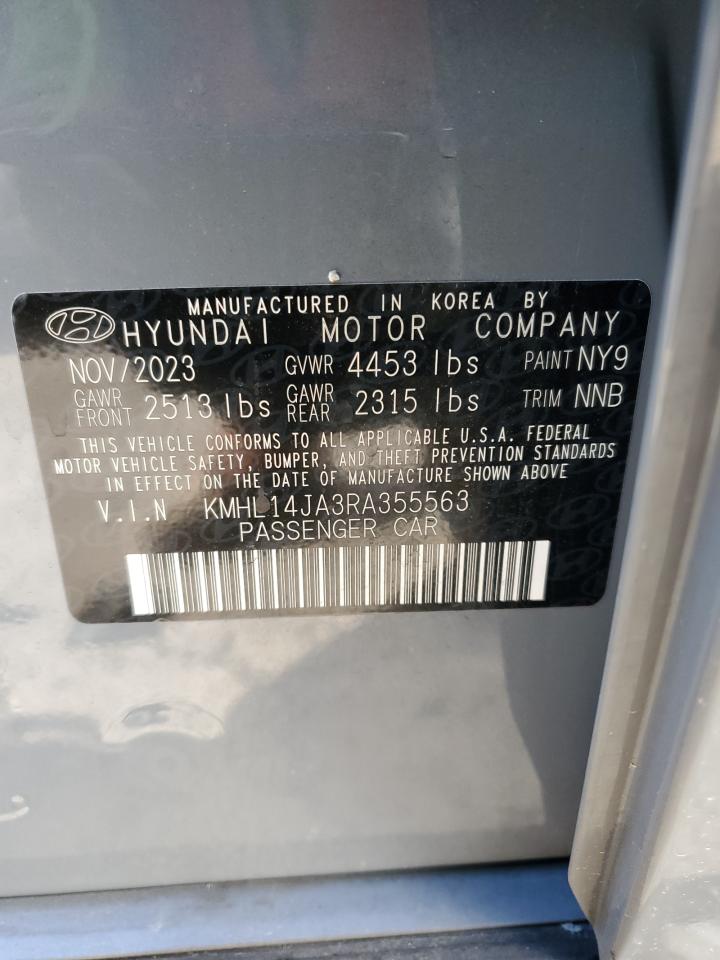 MANUFACTURED IN KOREA BY
HYUNDAI MOTOR COMPANY
NOV/2023 GVWR 4453 lbs PAINT NY9
GAWR FRONT 2513 lbs GAWR REAR 2315 lbs TRIM NNB
THIS VEHICLE CONFORMS TO ALL APPLICABLE U.S.A. FEDERAL
MOTOR VEHICLE SAFETY, BUMPER, AND THEFT PREVENTION STANDARDS
IN EFFECT ON THE DATE OF MANUFACTURE SHOWN ABOVE
V.I.N KMHL14JA3RA355563
PASSENGER CAR